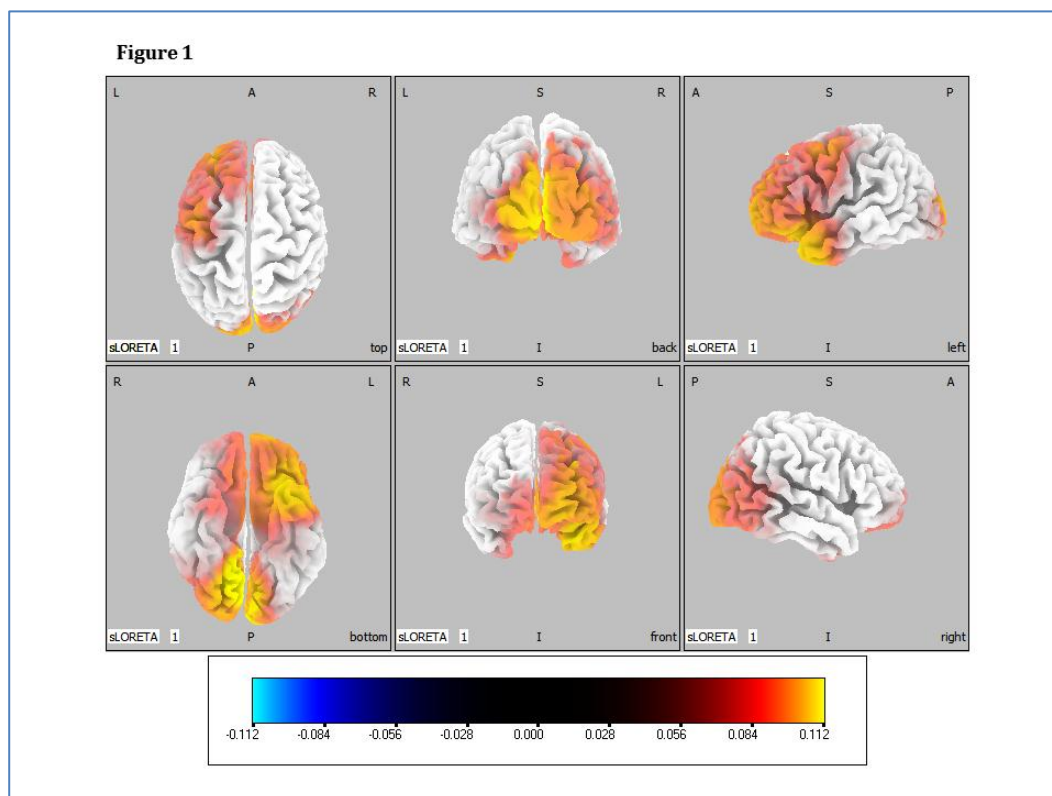 Figure 1
L A R
sLORETA 1 P top
L S R
sLORETA 1 I back
A S P
sLORETA 1 I left
R A L
sLORETA 1 P bottom
R S L
sLORETA 1 I front
P S A
sLORETA 1 I right
-0.112 -0.084 -0.056 -0.028 0.000 0.028 0.056 0.084 0.112